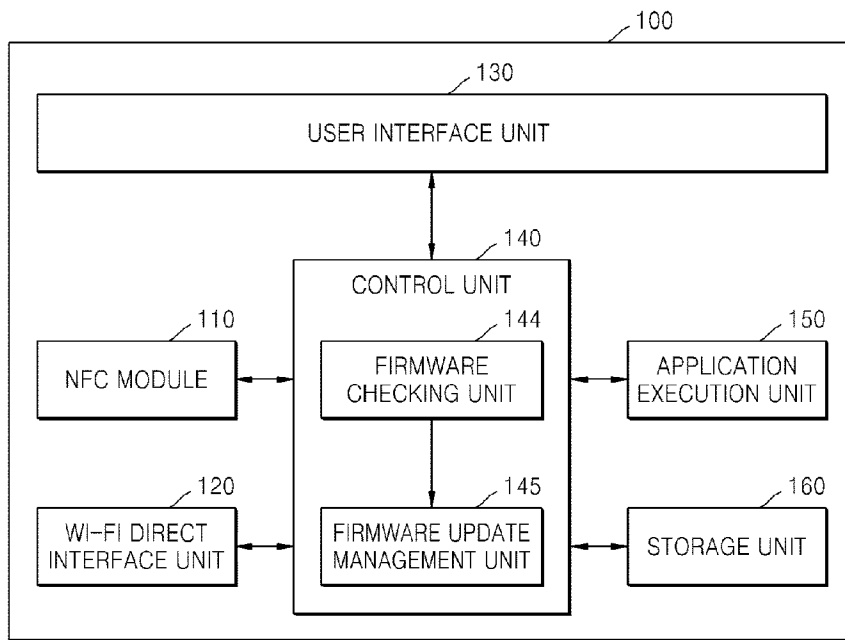 100
130
USER INTERFACE UNIT
140
CONTROL UNIT
110
NFC MODULE
144
FIRMWARE
CHECKING UNIT
150
APPLICATION
EXECUTION UNIT
120
WI-FI DIRECT
INTERFACE UNIT
145
FIRMWARE UPDATE
MANAGEMENT UNIT
160
STORAGE UNIT